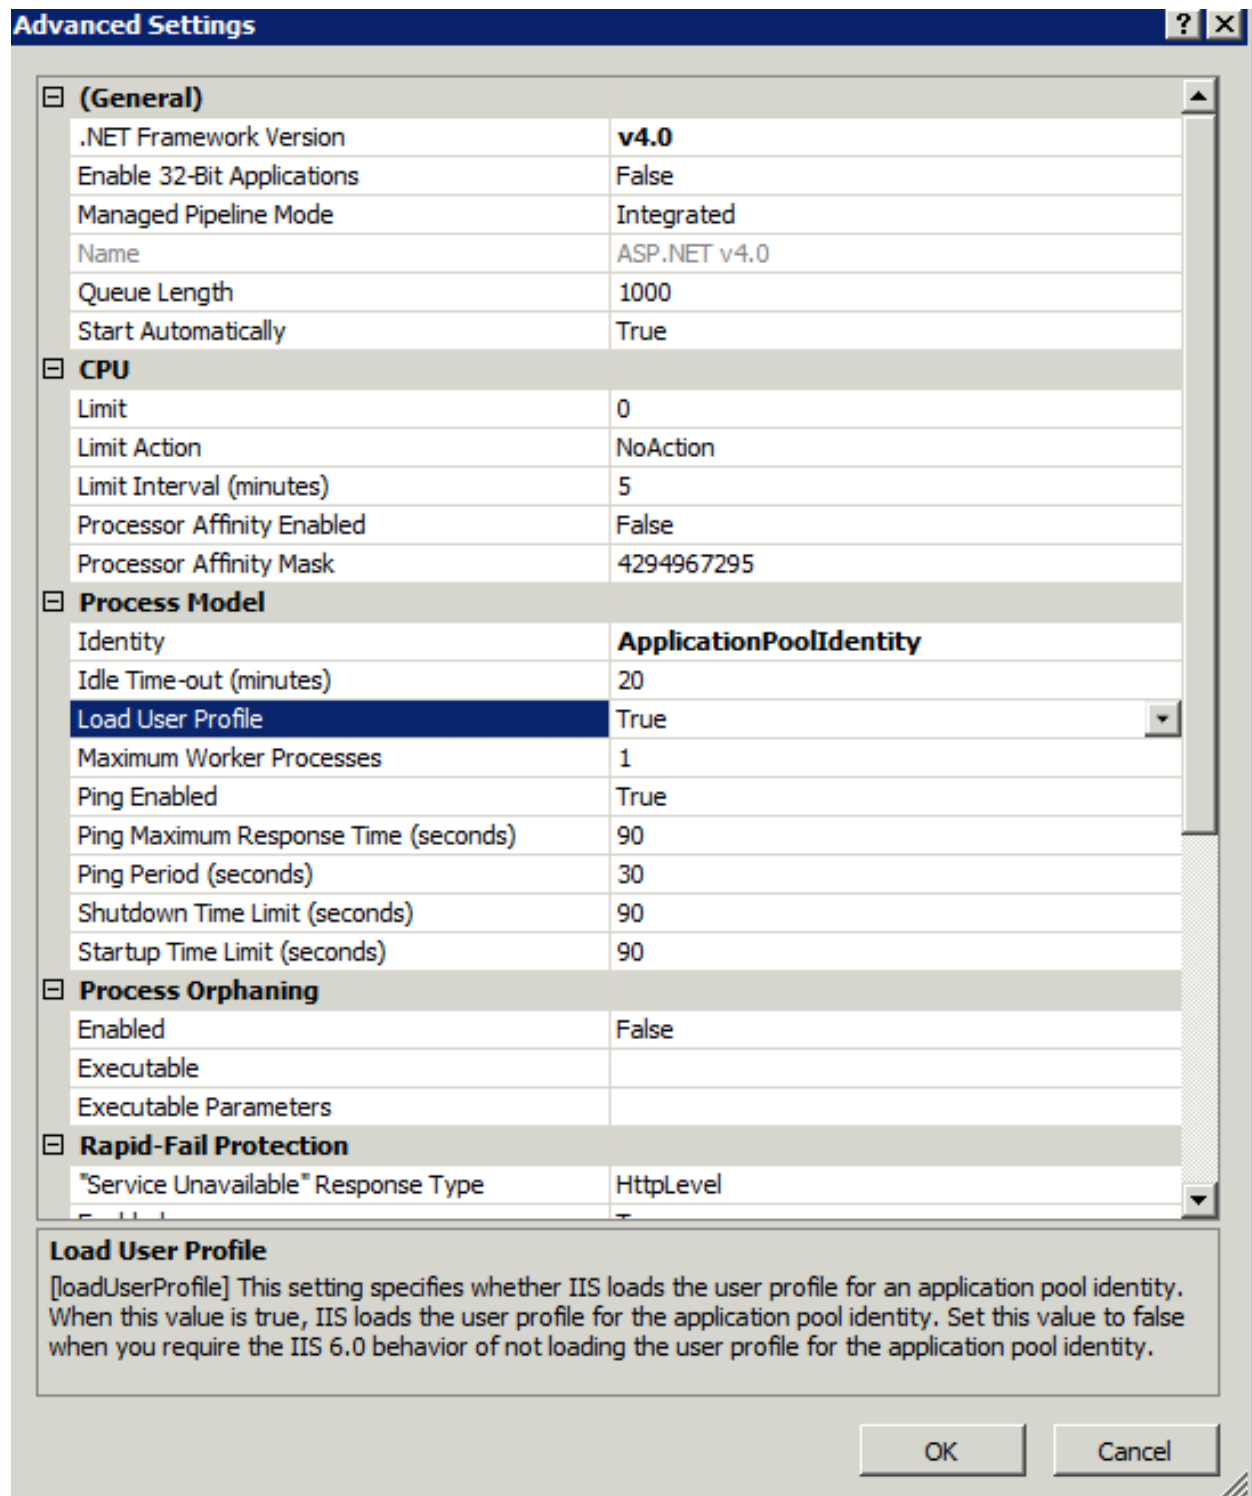 Advanced Settings
(General)
.NET Framework Version v4.0
Enable 32-Bit Applications False
Managed Pipeline Mode Integrated
Name ASP.NET v4.0
Queue Length 1000
Start Automatically True
CPU
Limit 0
Limit Action NoAction
Limit Interval (minutes) 5
Processor Affinity Enabled False
Processor Affinity Mask 4294967295
Process Model
Identity ApplicationPoolIdentity
Idle Time-out (minutes) 20
Load User Profile True
Maximum Worker Processes 1
Ping Enabled True
Ping Maximum Response Time (seconds) 90
Ping Period (seconds) 30
Shutdown Time Limit (seconds) 90
Startup Time Limit (seconds) 90
Process Orphaning
Enabled False
Executable
Executable Parameters
Rapid-Fail Protection
"Service Unavailable" Response Type HttpLevel
Load User Profile
[loadUserProfile] This setting specifies whether IIS loads the user profile for an application pool identity.
When this value is true, IIS loads the user profile for the application pool identity. Set this value to false
when you require the IIS 6.0 behavior of not loading the user profile for the application pool identity.
OK Cancel